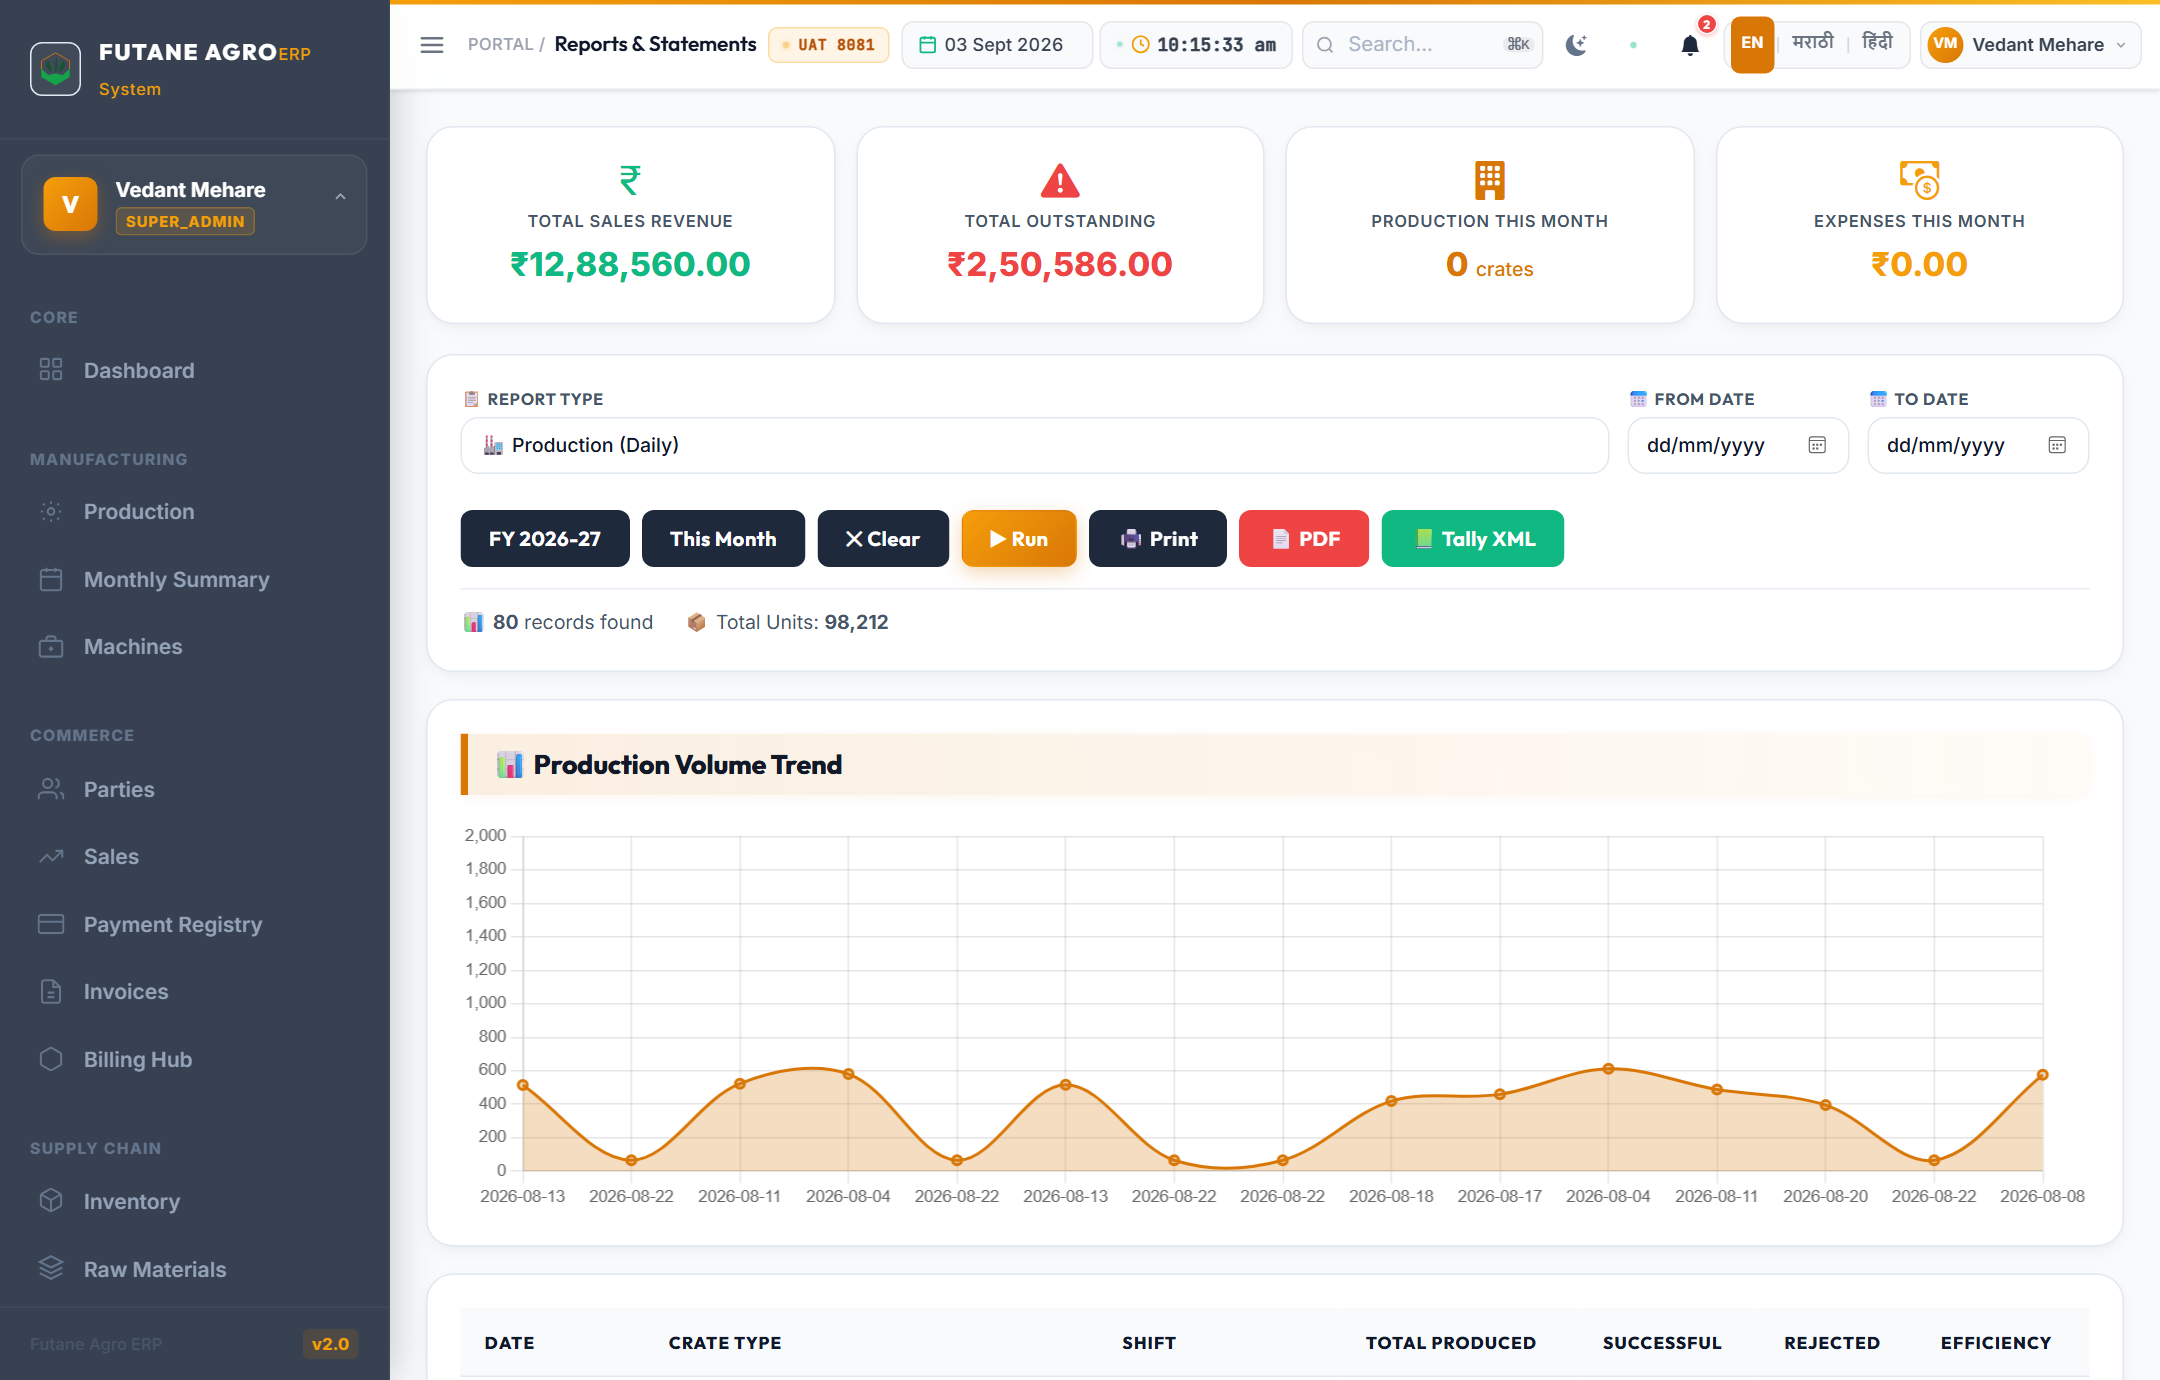 FUTANE AGRO ERP
System
Vedant Mehare
V
SUPER_ADMIN
CORE
Dashboard
MANUFACTURING
Production
Monthly Summary
Machines
COMMERCE
Parties
Sales
Payment Registry
Invoices
Billing Hub
SUPPLY CHAIN
Inventory
Raw Materials
Futane Agro ERP v2.0
PORTAL / Reports & Statements UAT 8081 03 Sept 2026 10:15:33 am Search... ⌘K 2 EN | मराठी | हिंदी VM Vedant Mehare
TOTAL SALES REVENUE
₹12,88,560.00
TOTAL OUTSTANDING
₹2,50,586.00
PRODUCTION THIS MONTH
0 crates
EXPENSES THIS MONTH
₹0.00
REPORT TYPE FROM DATE TO DATE
Production (Daily) dd/mm/yyyy dd/mm/yyyy
FY 2026-27 This Month Clear Run Print PDF Tally XML
80 records found Total Units: 98,212
Production Volume Trend
2,000
1,800
1,600
1,400
1,200
1,000
800
600
400
200
0
2026-08-13 2026-08-22 2026-08-11 2026-08-04 2026-08-22 2026-08-13 2026-08-22 2026-08-22 2026-08-18 2026-08-17 2026-08-04 2026-08-11 2026-08-20 2026-08-22 2026-08-08
DATE CRATE TYPE SHIFT TOTAL PRODUCED SUCCESSFUL REJECTED EFFICIENCY